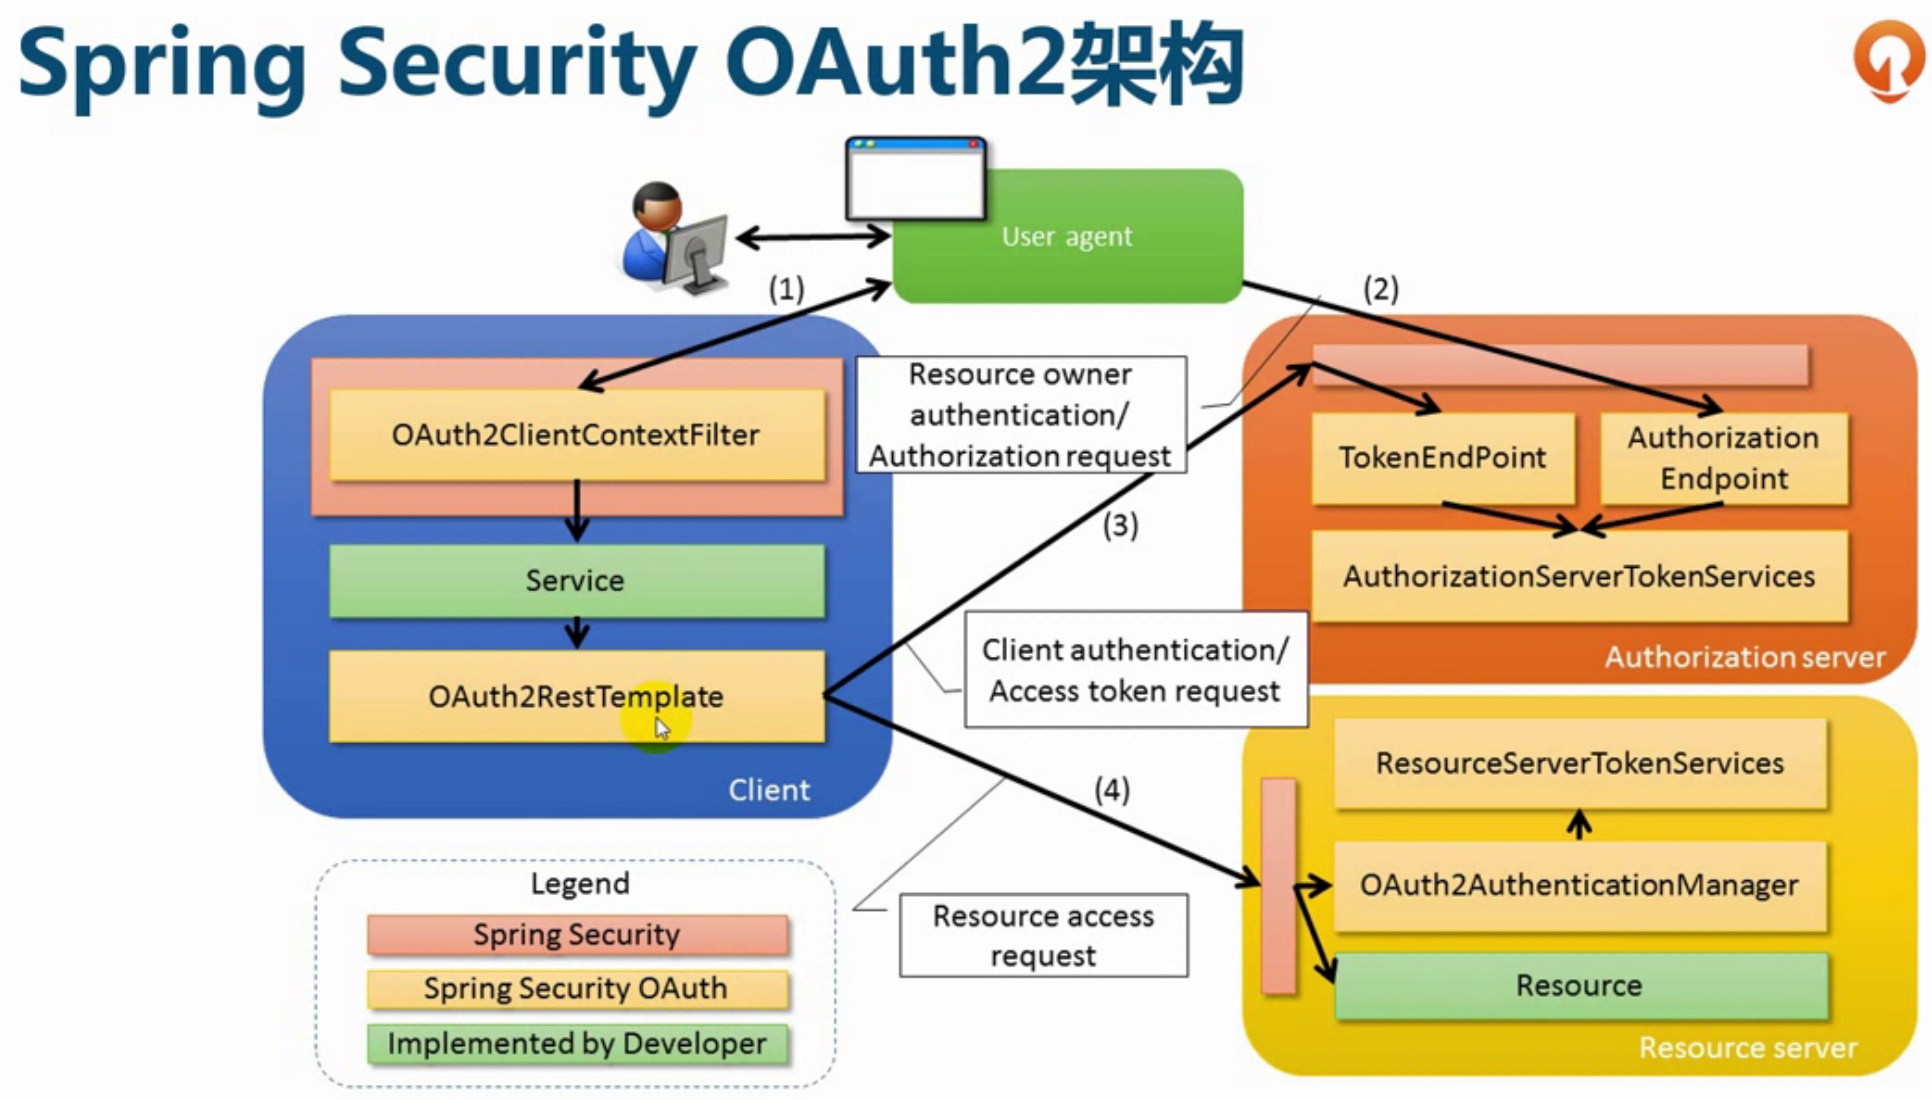 Spring Security OAuth2架构
User agent
(1)
(2)
OAuth2ClientContextFilter
Service
OAuth2RestTemplate
Client
Resource owner
authentication/
Authorization request
(3)
Client authentication/
Access token request
(4)
Resource access
request
TokenEndPoint
Authorization
Endpoint
AuthorizationServerTokenServices
Authorization server
ResourceServerTokenServices
OAuth2AuthenticationManager
Resource
Resource server
Legend
Spring Security
Spring Security OAuth
Implemented by Developer